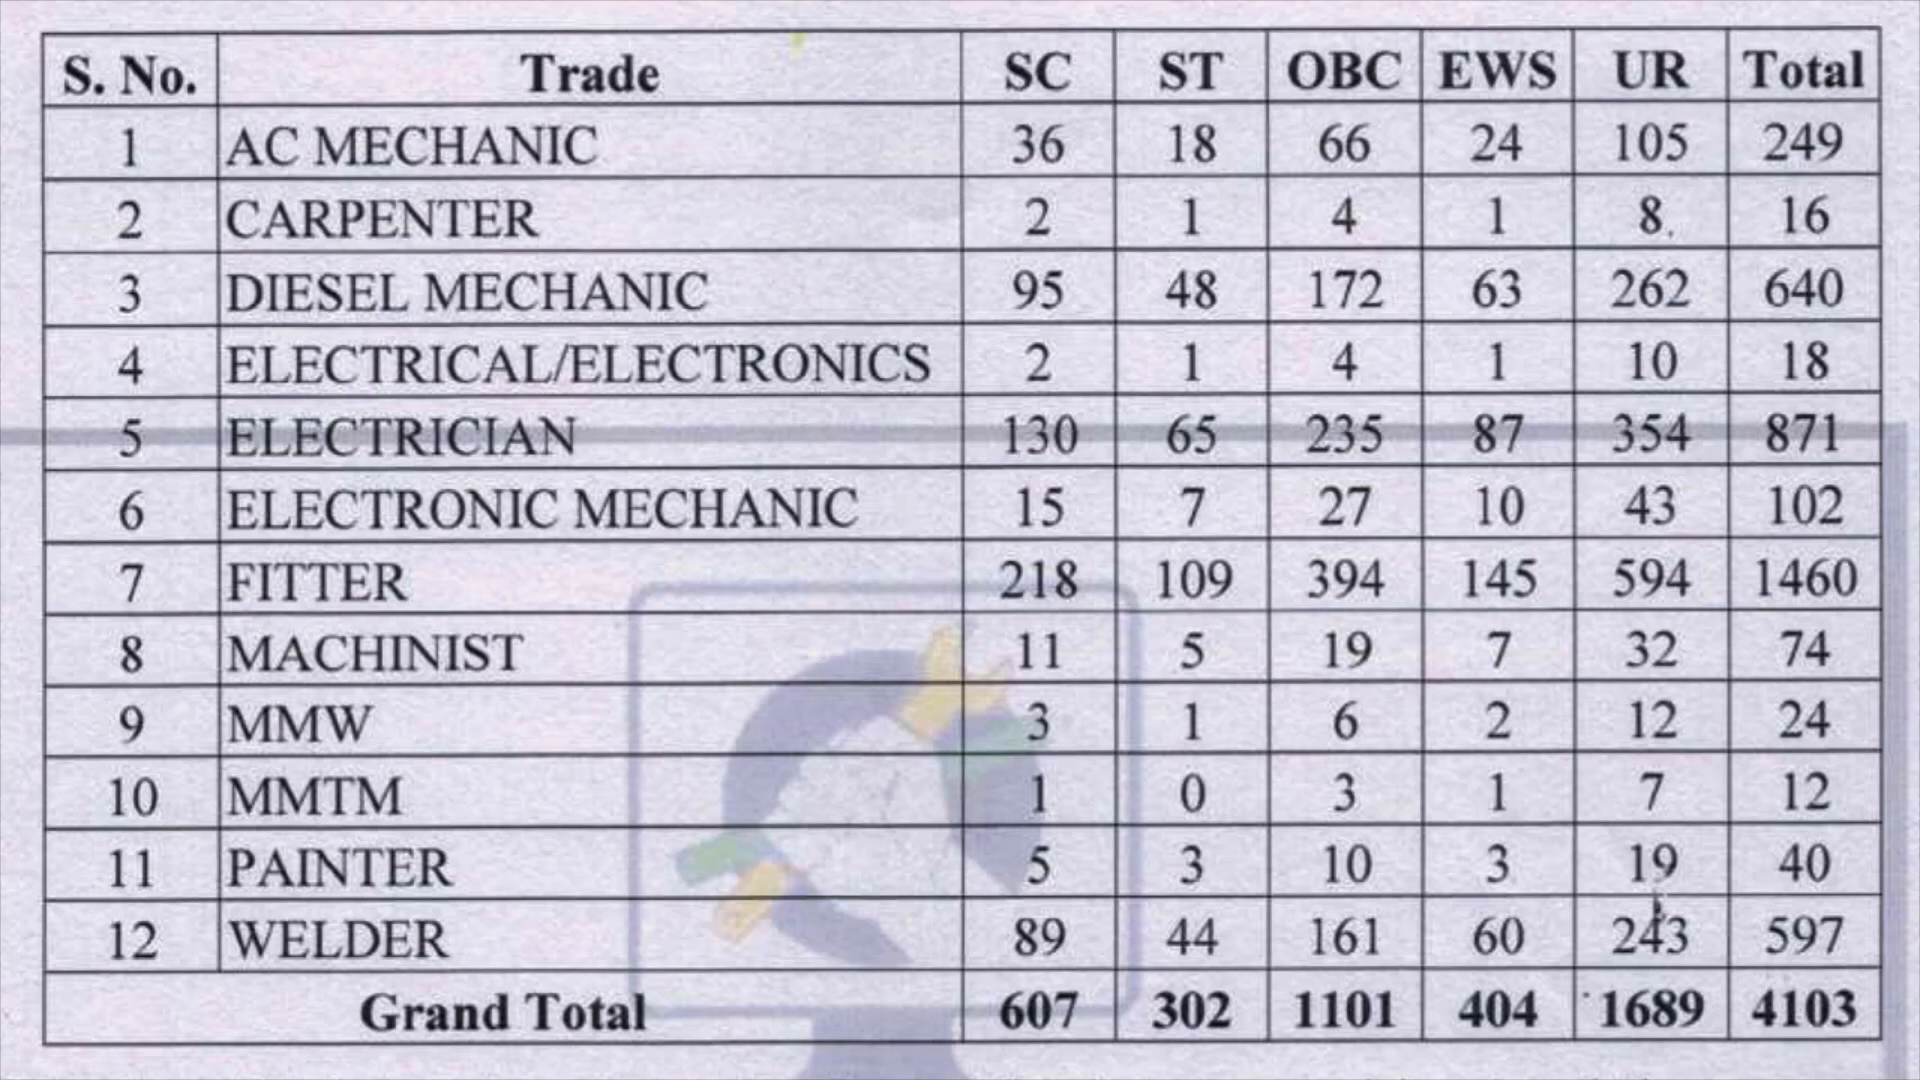 S. No. Trade SC ST OBC EWS UR Total
1 AC MECHANIC 36 18 66 24 105 249
2 CARPENTER 2 1 4 1 8 16
3 DIESEL MECHANIC 95 48 172 63 262 640
4 ELECTRICAL/ELECTRONICS 2 1 4 1 10 18
5 ELECTRICIAN 130 65 235 87 354 871
6 ELECTRONIC MECHANIC 15 7 27 10 43 102
7 FITTER 218 109 394 145 594 1460
8 MACHINIST 11 5 19 7 32 74
9 MMW 3 1 6 2 12 24
10 MMTM 1 0 3 1 7 12
11 PAINTER 5 3 10 3 19 40
12 WELDER 89 44 161 60 243 597
Grand Total 607 302 1101 404 1689 4103